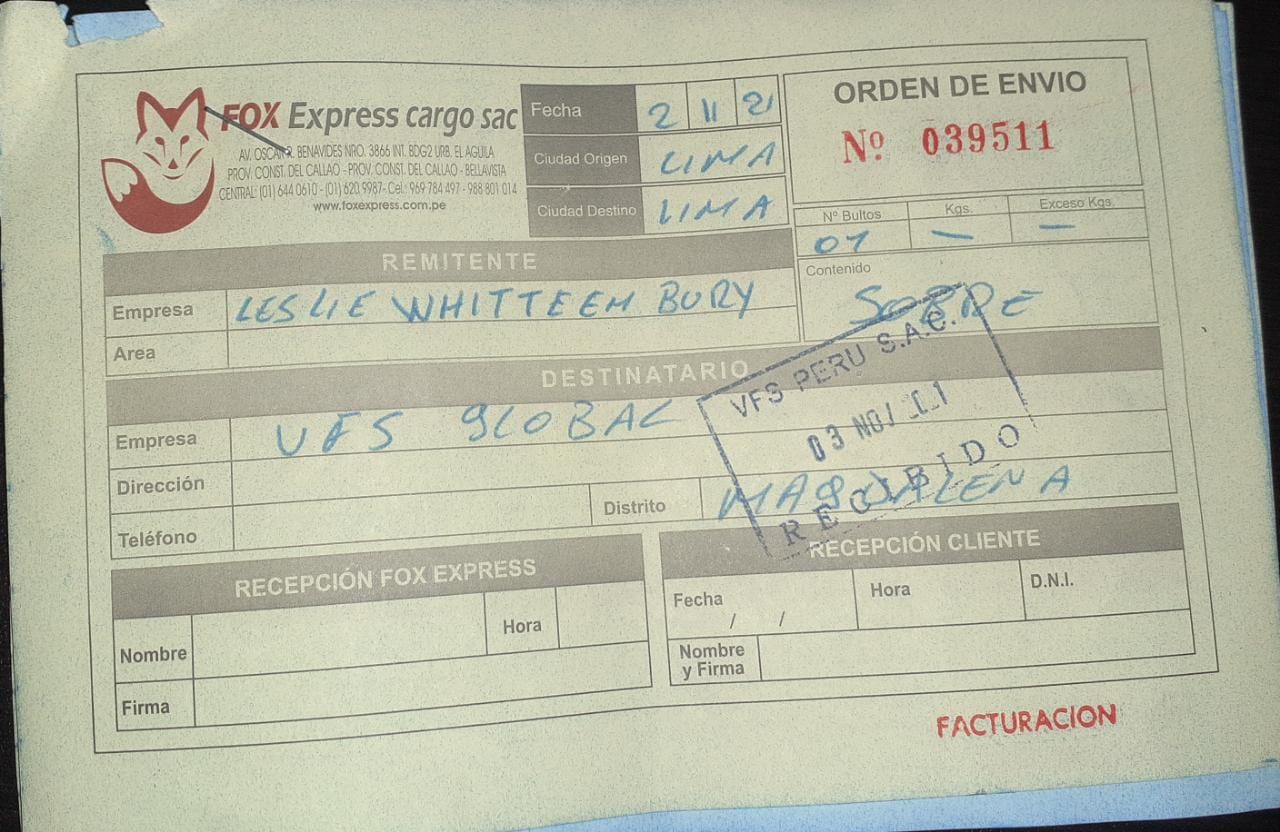 FOX Express cargo sac
AV. OSCAR R. BENAVIDES NRO. 3866 INT. BDG2 URB. EL AGUILA
PROV. CONST. DEL CALLAO - PROV. CONST. DEL CALLAO - BELLAVISTA
CENTRAL: (01) 644 0610 - (01) 620 9987- Cel.: 969 784 497 - 988 801 014
www.foxexpress.com.pe
Fecha 2 11 21
Ciudad Origen LIMA
Ciudad Destino LIMA
ORDEN DE ENVIO
Nº 039511
Nº Bultos Kgs. Exceso Kgs.
01 — —
Contenido
SOBRE
REMITENTE
Empresa LESLIE WHITTEEM BURY
Area
DESTINATARIO
Empresa VFS GLOBAL
Dirección
Teléfono
Distrito MAGDALENA
VFS PERU S.A.C.
03 NOV
RECIBIDO
RECEPCIÓN FOX EXPRESS
Nombre
Hora
Firma
RECEPCIÓN CLIENTE
Fecha / /
Hora
D.N.I.
Nombre
y Firma
FACTURACION